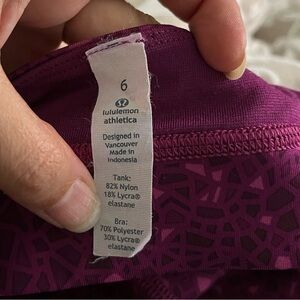 6
lululemon
athletica
Designed in
Vancouver
Made in
Indonesia
Tank:
82% Nylon
18% Lycra®
elastane
Bra:
70% Polyester
30% Lycra®
elastane